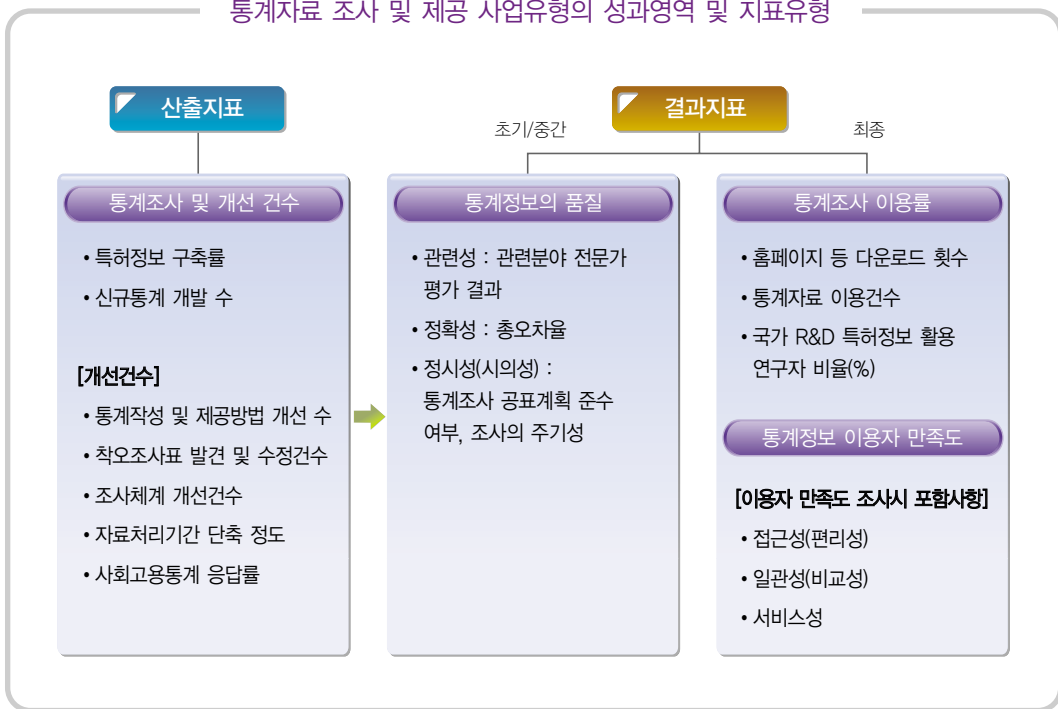 통계자료 조사 및 제공 사업유형의 성과영역 및 지표유형
산출지표
통계조사 및 개선 건수
• 특허정보 구축률
• 신규통계 개발 수
[개선건수]
• 통계작성 및 제공방법 개선 수
• 착오조사표 발견 및 수정건수
• 조사체계 개선건수
• 자료처리기간 단축 정도
• 사회고용통계 응답률
결과지표
초기/중간
최종
통계정보의 품질
• 관련성 : 관련분야 전문가
평가 결과
• 정확성 : 총오차율
• 정시성(시의성) :
통계조사 공표계획 준수
여부, 조사의 주기성
통계조사 이용률
• 홈페이지 등 다운로드 횟수
• 통계자료 이용건수
• 국가 R&D 특허정보 활용
연구자 비율(%)
통계정보 이용자 만족도
[이용자 만족도 조사시 포함사항]
• 접근성(편리성)
• 일관성(비교성)
• 서비스성